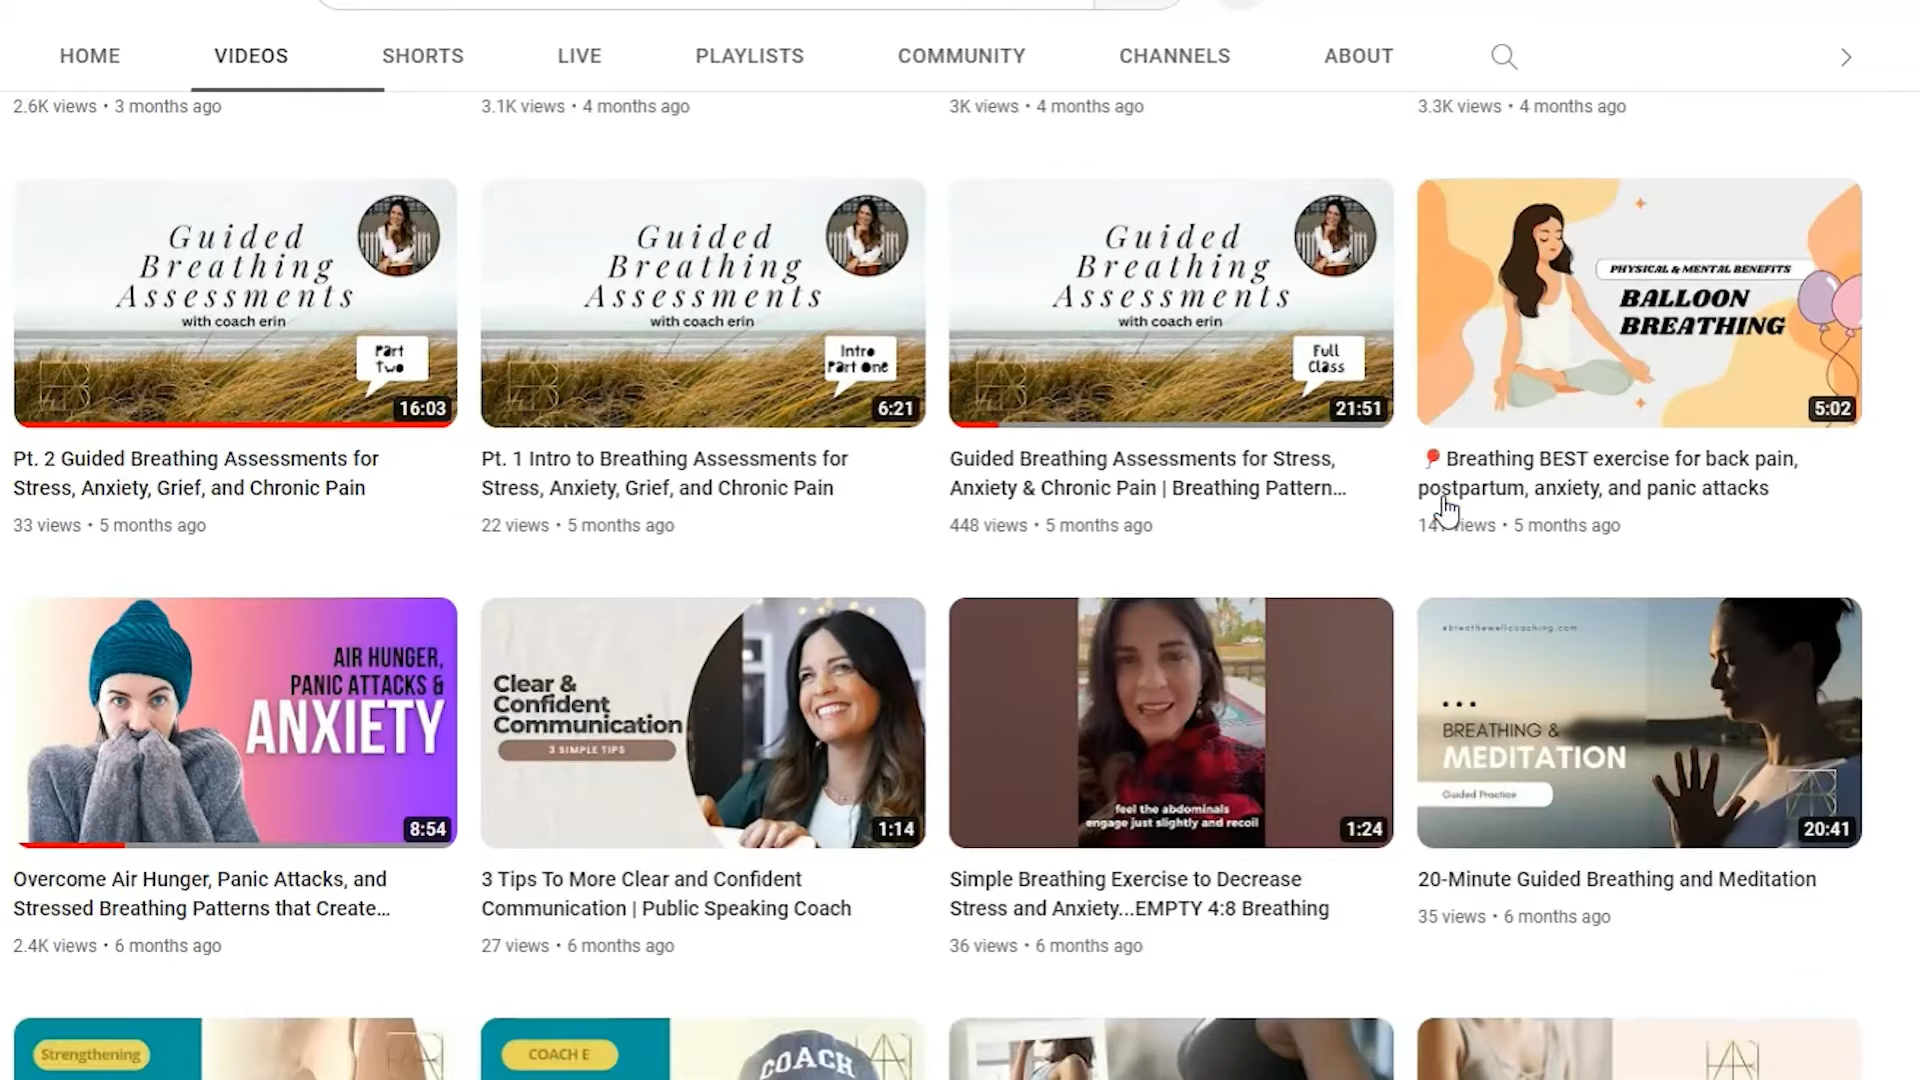 HOME VIDEOS SHORTS LIVE PLAYLISTS COMMUNITY CHANNELS ABOUT
2.6K views • 3 months ago
3.1K views • 4 months ago
3K views • 4 months ago
3.3K views • 4 months ago
Guided
Breathing
Assessments
with coach erin
Part
Two
16:03
Pt. 2 Guided Breathing Assessments for
Stress, Anxiety, Grief, and Chronic Pain
33 views • 5 months ago
Guided
Breathing
Assessments
with coach erin
Intro
Part One
6:21
Pt. 1 Intro to Breathing Assessments for
Stress, Anxiety, Grief, and Chronic Pain
22 views • 5 months ago
Guided
Breathing
Assessments
with coach erin
Full
Class
21:51
Guided Breathing Assessments for Stress,
Anxiety & Chronic Pain | Breathing Pattern...
448 views • 5 months ago
PHYSICAL & MENTAL BENEFITS
BALLOON
BREATHING
5:02
🎈Breathing BEST exercise for back pain,
postpartum, anxiety, and panic attacks
views • 5 months ago
AIR HUNGER,
PANIC ATTACKS &
ANXIETY
8:54
Overcome Air Hunger, Panic Attacks, and
Stressed Breathing Patterns that Create...
2.4K views • 6 months ago
Clear &
Confident
Communication
3 SIMPLE TIPS
1:14
3 Tips To More Clear and Confident
Communication | Public Speaking Coach
27 views • 6 months ago
feel the abdominals
engage just slightly and recoil
1:24
Simple Breathing Exercise to Decrease
Stress and Anxiety...EMPTY 4:8 Breathing
36 views • 6 months ago
ebreathewellcoaching.com
BREATHING &
MEDITATION
Guided Practice
20:41
20-Minute Guided Breathing and Meditation
35 views • 6 months ago
Strengthening
COACH E
COACH